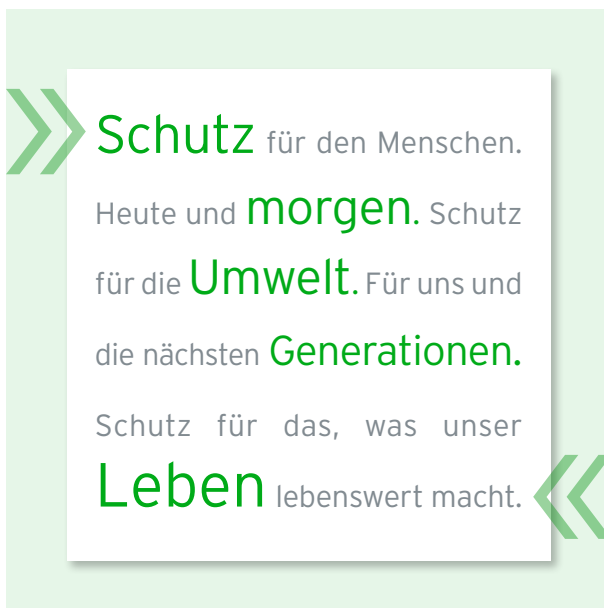 Schutz für den Menschen.
Heute und morgen. Schutz
für die Umwelt. Für uns und
die nächsten Generationen.
Schutz für das, was unser
Leben lebenswert macht.